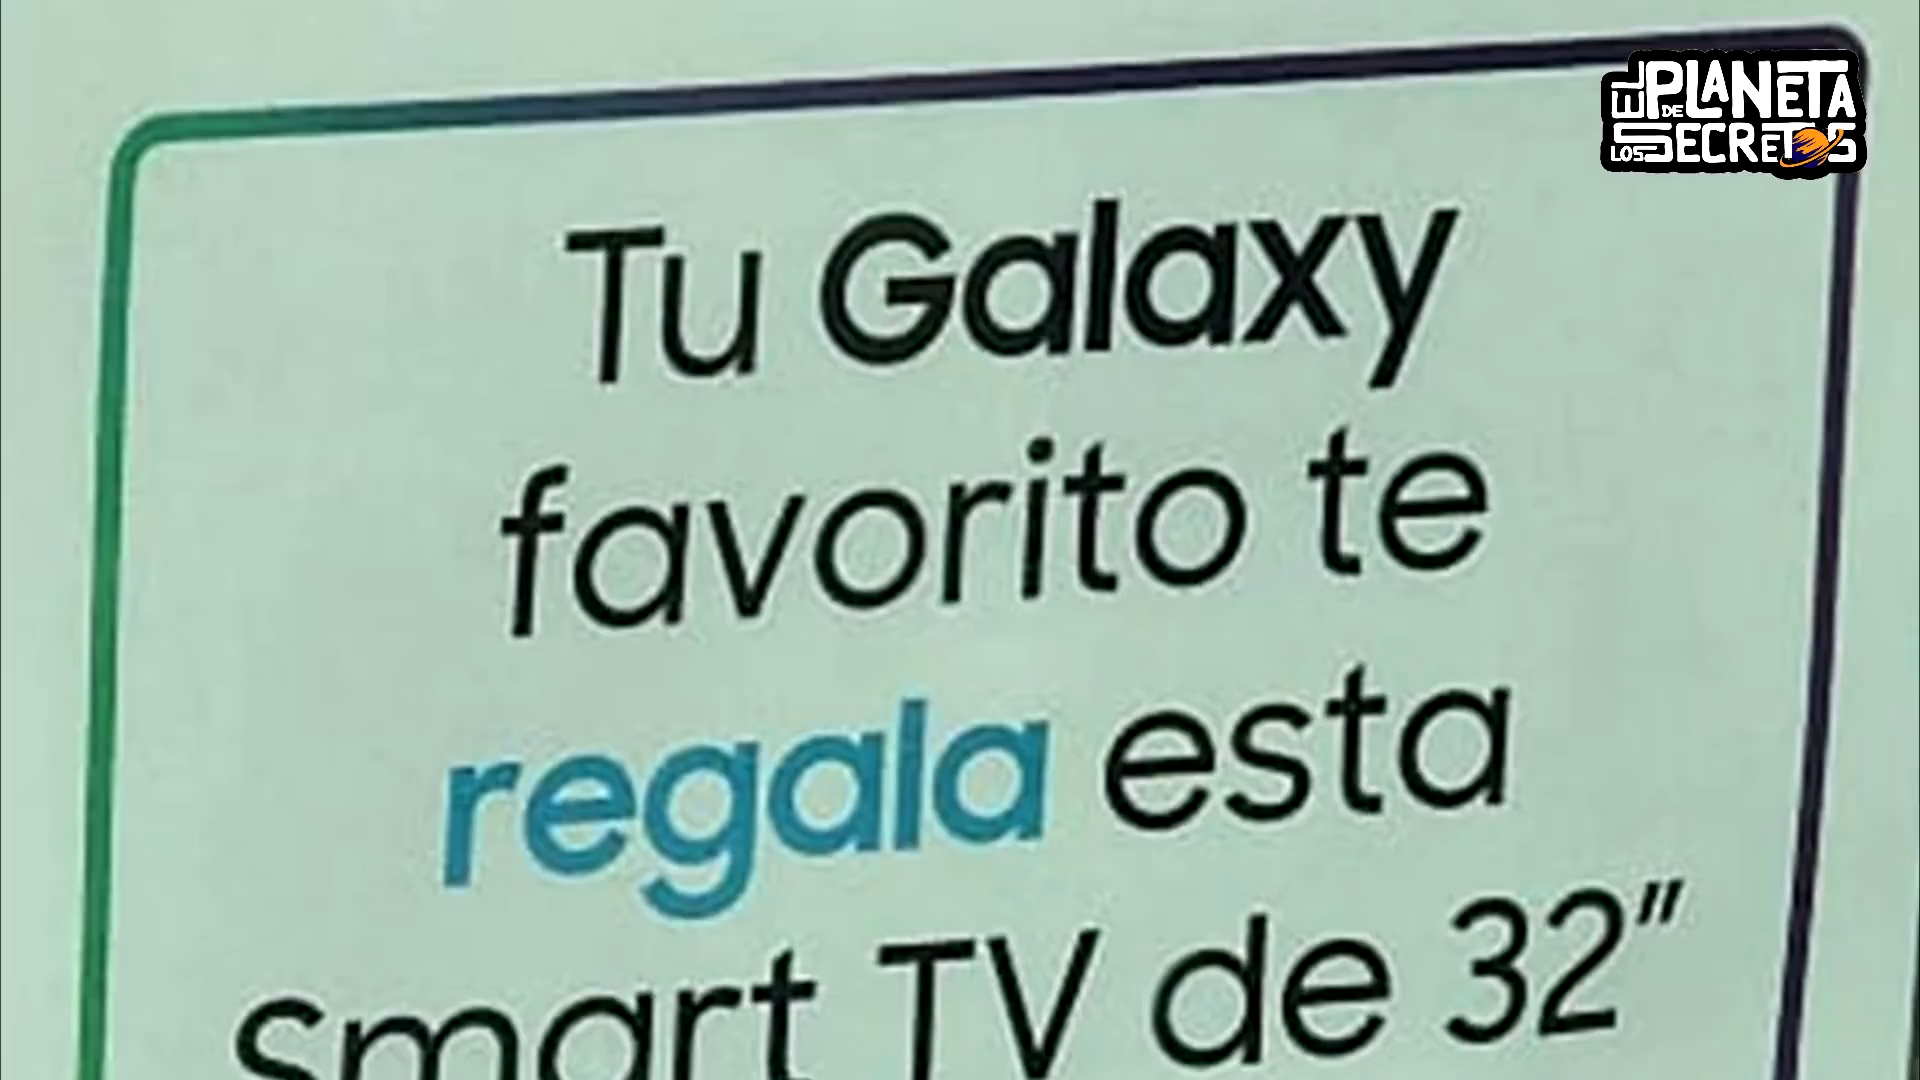 Tu Galaxy
favorito te
regala esta
smart TV de 32"
EL PLANETA
DE
LOS SECRETOS